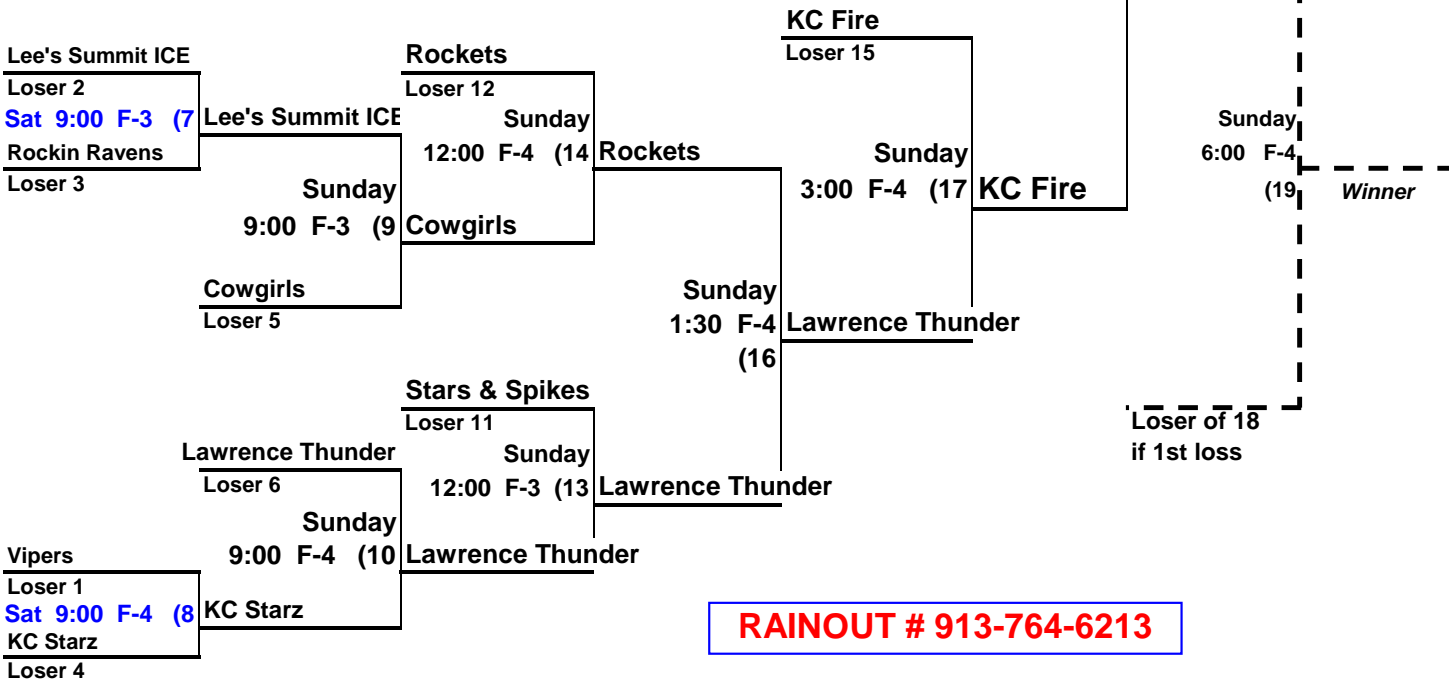 KC Fire
Lee's Summit ICE
Rockets
Loser 15
Loser 2
Loser 12
Sat 9:00 F-3 (7
Lee's Summit ICE
Sunday
Sunday
Rockin Ravens
12:00 F-4 (14
Rockets
Sunday
6:00 F-4
Loser 3
Sunday
3:00 F-4 (17
KC Fire
(19
Winner
9:00 F-3 (9
Cowgirls
Cowgirls
Sunday
Loser 5
1:30 F-4
Lawrence Thunder
(16
Stars & Spikes
Loser 11
Loser of 18
Lawrence Thunder
Sunday
if 1st loss
Loser 6
12:00 F-3 (13
Lawrence Thunder
Sunday
Vipers
9:00 F-4 (10
Lawrence Thunder
Loser 1
Sat 9:00 F-4 (8
KC Starz
RAINOUT # 913-764-6213
KC Starz
Loser 4